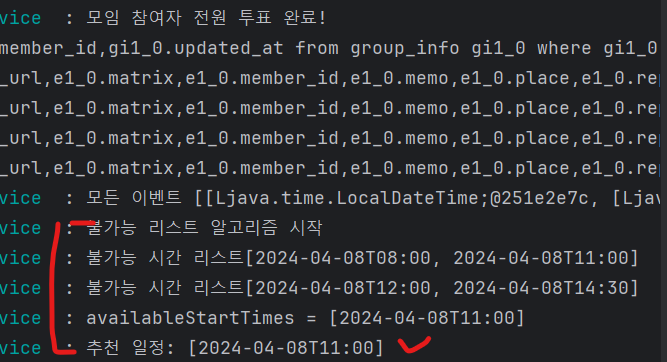 vice : 모임 참여자 전원 투표 완료!
member_id,gi1_0.updated_at from group_info gi1_0 where gi1_0
_url,e1_0.matrix,e1_0.member_id,e1_0.memo,e1_0.place,e1_0.rep
_url,e1_0.matrix,e1_0.member_id,e1_0.memo,e1_0.place,e1_0.rep
_url,e1_0.matrix,e1_0.member_id,e1_0.memo,e1_0.place,e1_0.rep
_url,e1_0.matrix,e1_0.member_id,e1_0.memo,e1_0.place,e1_0.rep
vice : 모든 이벤트 [[Ljava.time.LocalDateTime;@251e2e7c, [Ljav
vice : 불가능 리스트 알고리즘 시작
vice : 불가능 시간 리스트[2024-04-08T08:00, 2024-04-08T11:00]
vice : 불가능 시간 리스트[2024-04-08T12:00, 2024-04-08T14:30]
vice : availableStartTimes = [2024-04-08T11:00]
vice : 추천 일정: [2024-04-08T11:00]